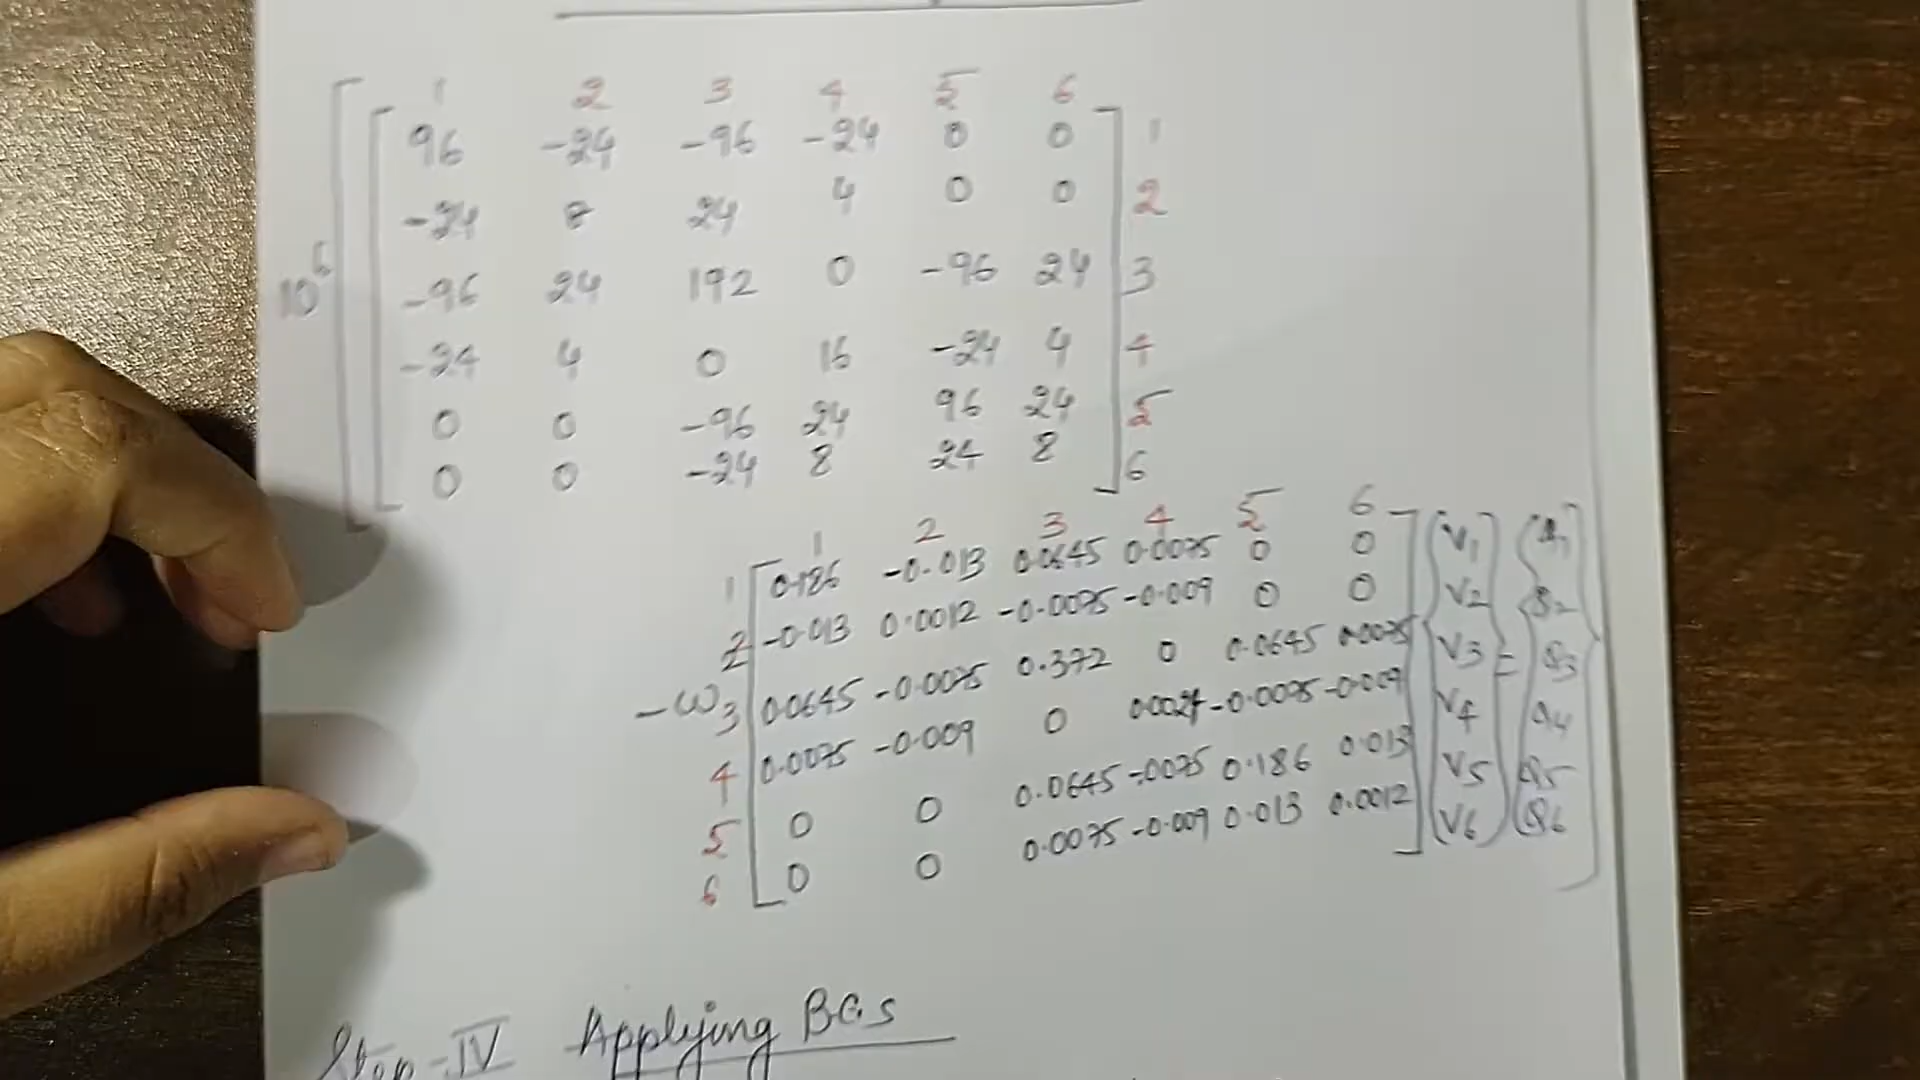 1 2 3 4 5 6
96 -24 -96 -24 0 0 1
-24 8 24 4 0 0 2
10⁶ -96 24 192 0 -96 24 3
-24 4 0 16 -24 4 4
0 0 -96 24 96 24 5
0 0 -24 8 24 8 6
1 2 3 4 5 6
1 0.186 -0.013 0.0645 0.0075 0 0 V1
2 -0.013 0.0012 -0.0075 -0.009 0 0 V2 Q2
-ω 3 0.0645 -0.0075 0.372 0 0.0645 0.0075 V3 = Q3
4 0.0075 -0.009 0 0.0024 -0.0075 -0.009 V4 Q4
5 0 0 0.0645 -.0075 0.186 0.013 V5 Q5
6 0 0 0.0075 -0.009 0.013 0.0012 V6 Q6
Step-IV Applying BCs